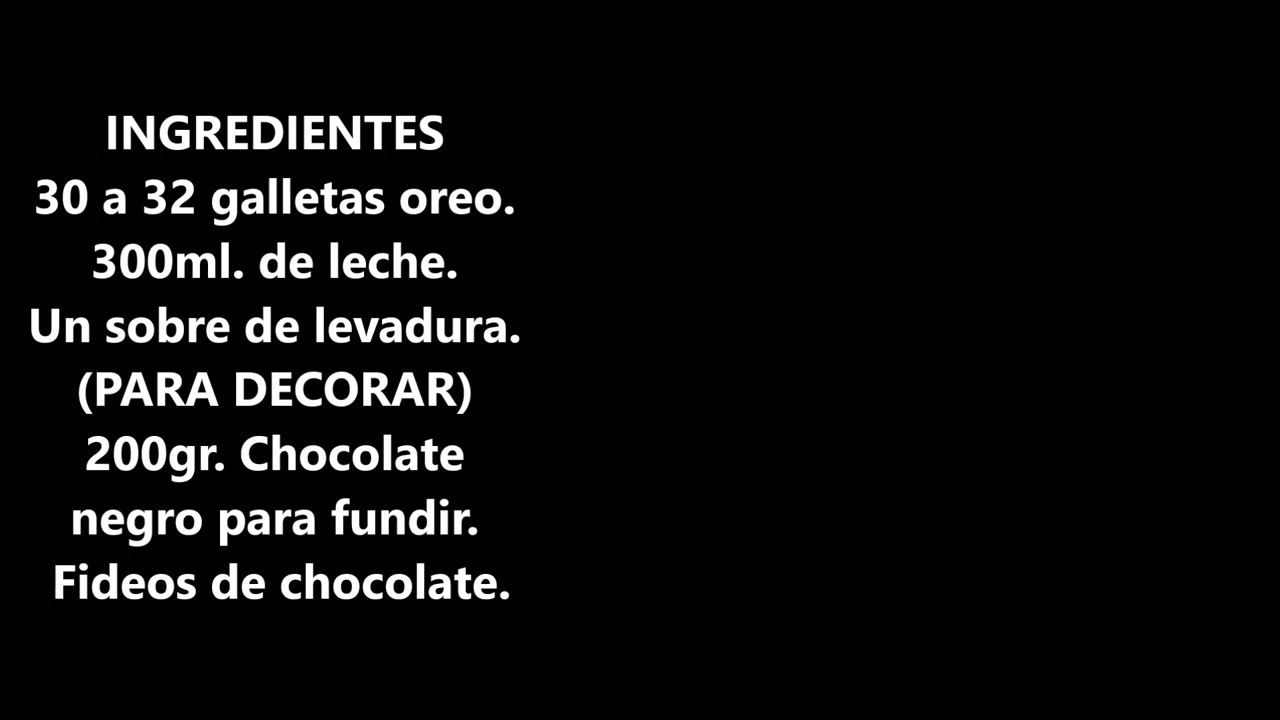 INGREDIENTES
30 a 32 galletas oreo.
300ml. de leche.
Un sobre de levadura.
(PARA DECORAR)
200gr. Chocolate
negro para fundir.
Fideos de chocolate.